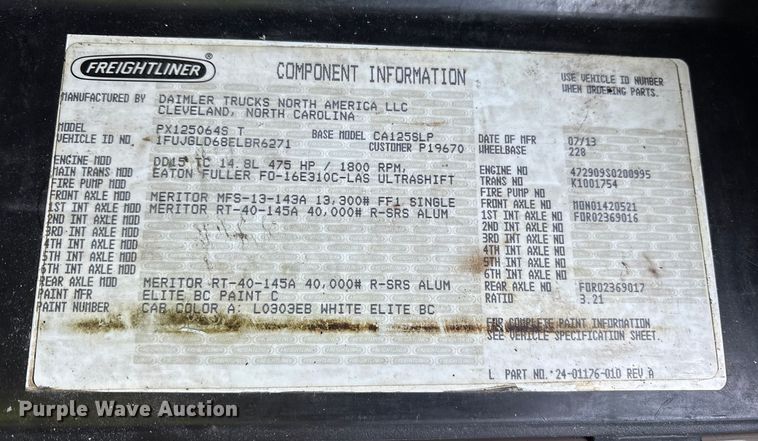 FREIGHTLINER ®
COMPONENT INFORMATION
USE VEHICLE ID NUMBER
WHEN ORDERING PARTS.
MANUFACTURED BY DAIMLER TRUCKS NORTH AMERICA LLC
CLEVELAND, NORTH CAROLINA
MODEL PX125064S T BASE MODEL CA125SLP
VEHICLE ID NO. 1FUJGLD68ELBR6271 CUSTOMER P19670
DATE OF MFR 07/13
WHEELBASE 228
ENGINE MOD DD15 TC 14.8L 475 HP / 1800 RPM,
MAIN TRANS MOD EATON FULLER FO-16E310C-LAS ULTRASHIFT
FIRE PUMP MOD
FRONT AXLE MOD MERITOR MFS-13-143A 13,300# FF1 SINGLE
1ST INT AXLE MOD MERITOR RT-40-145A 40,000# R-SRS ALUM
2ND INT AXLE MOD
3RD INT AXLE MOD
4TH INT AXLE MOD
5TH INT AXLE MOD
6TH INT AXLE MOD
REAR AXLE MOD MERITOR RT-40-145A 40,000# R-SRS ALUM
PAINT MFR ELITE BC PAINT C
PAINT NUMBER CAB COLOR A: L0303EB WHITE ELITE BC
ENGINE NO 472909S0200995
TRANS NO K1001754
FIRE PUMP NO
FRONT AXLE NO MON01420521
1ST INT AXLE NO FOR02369016
2ND INT AXLE NO
3RD INT AXLE NO
4TH INT AXLE NO
5TH INT AXLE NO
6TH INT AXLE NO
REAR AXLE NO FOR02369017
RATIO 3.21
FOR COMPLETE PAINT INFORMATION
SEE VEHICLE SPECIFICATION SHEET.
L PART NO. 24-01176-010 REV A
Purple Wave Auction